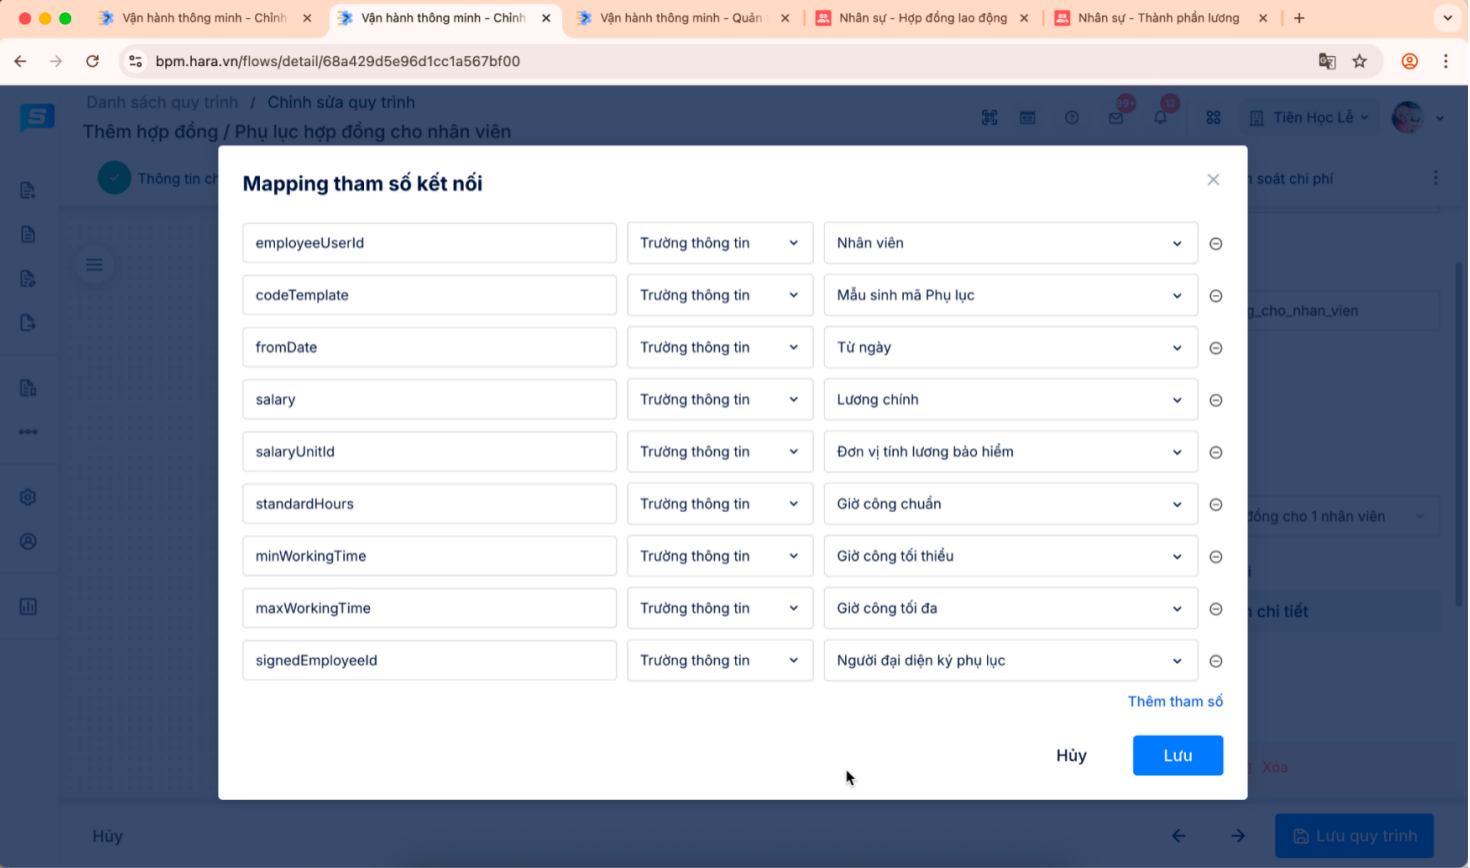 Vận hành thông minh - Chỉnh
Vận hành thông minh - Chỉnh
Vận hành thông minh - Quản
Nhân sự - Hợp đồng lao động
Nhân sự - Thành phần lương
bpm.hara.vn/flows/detail/68a429d5e96d1cc1a567bf00
Danh sách quy trình / Chỉnh sửa quy trình
Thêm hợp đồng / Phụ lục hợp đồng cho nhân viên
39+
12
Tiên Học Lễ
Thông tin ch
soát chi phí
Mapping tham số kết nối
employeeUserId Trường thông tin Nhân viên
codeTemplate Trường thông tin Mẫu sinh mã Phụ lục
g_cho_nhan_vien
fromDate Trường thông tin Từ ngày
salary Trường thông tin Lương chính
salaryUnitId Trường thông tin Đơn vị tính lương bảo hiểm
standardHours Trường thông tin Giờ công chuẩn
đồng cho 1 nhân viên
minWorkingTime Trường thông tin Giờ công tối thiểu
maxWorkingTime Trường thông tin Giờ công tối đa
chi tiết
signedEmployeeId Trường thông tin Người đại diện ký phụ lục
Thêm tham số
Hủy
Lưu
Xóa
Hủy
Lưu quy trình